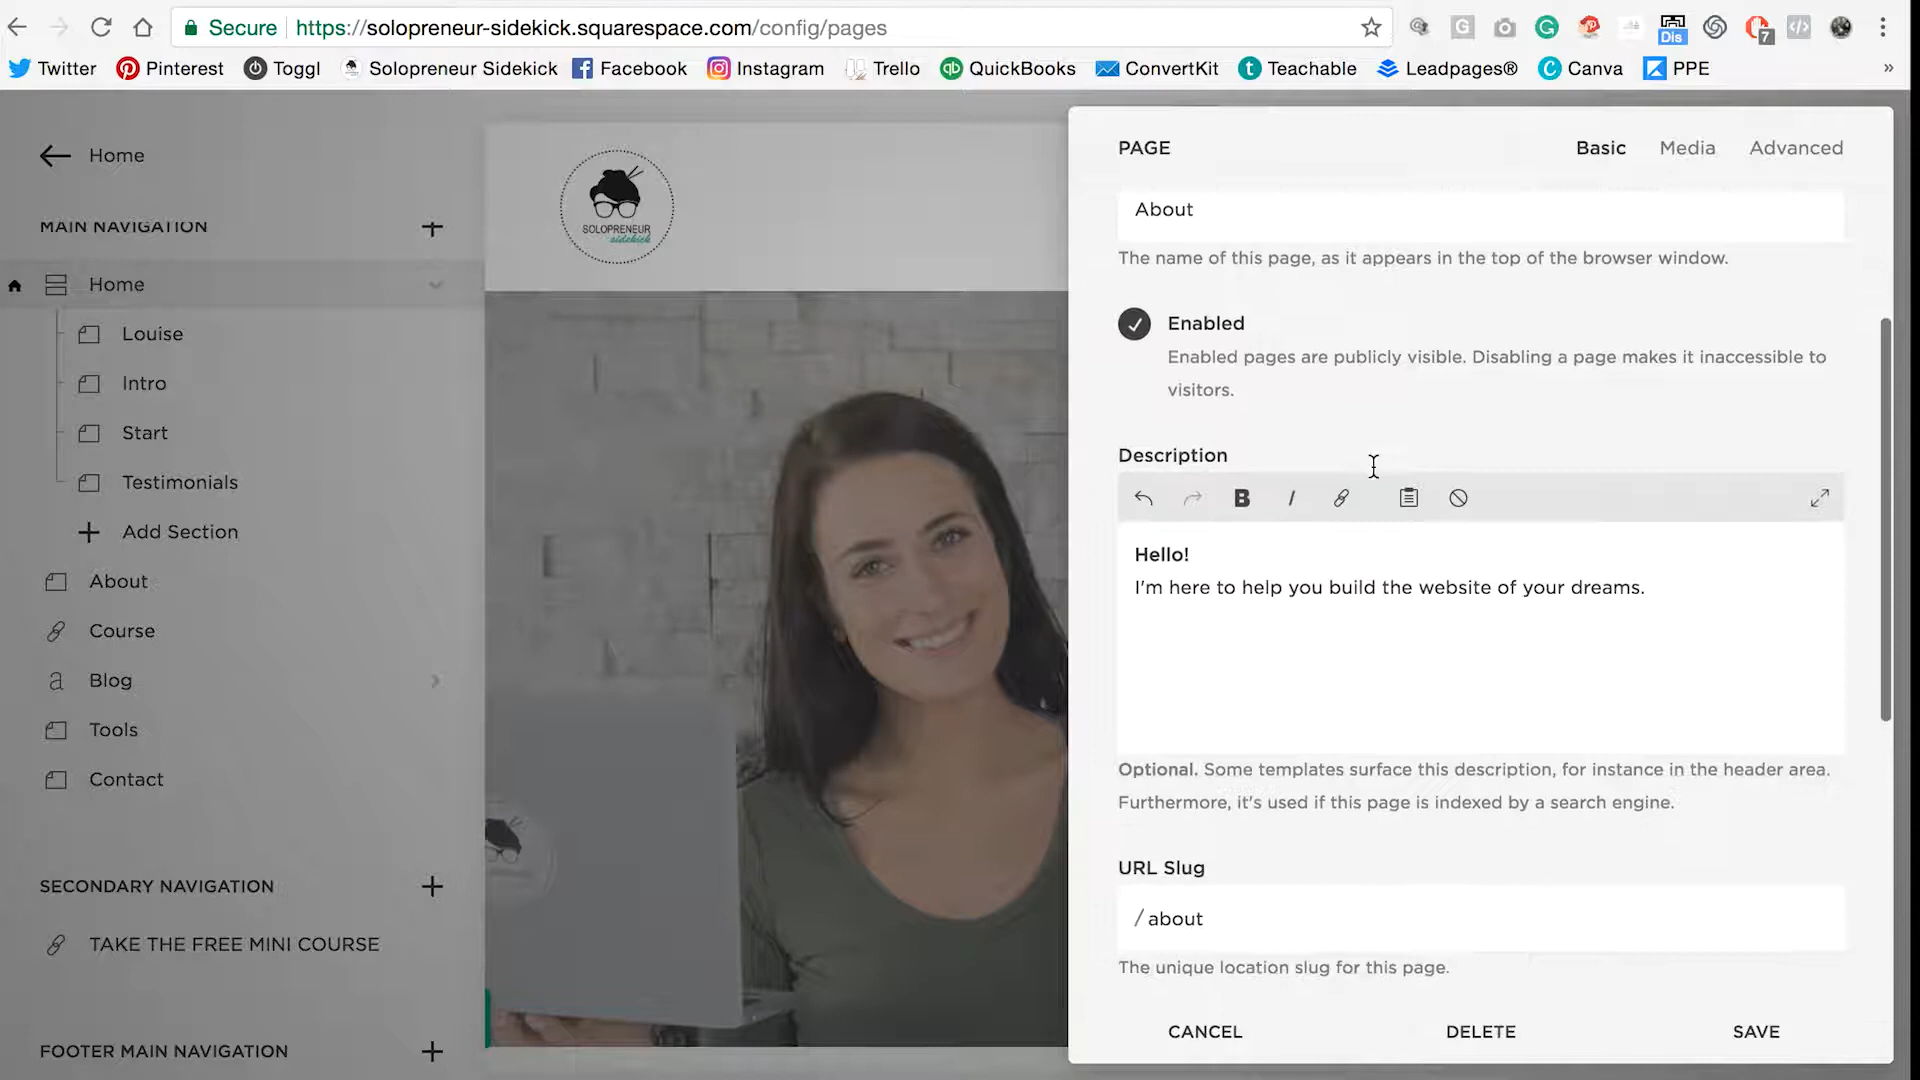 Secure
https://solopreneur-sidekick.squarespace.com/config/pages
Dis
7
Twitter
Pinterest
Toggl
Solopreneur Sidekick
Facebook
Instagram
Trello
QuickBooks
ConvertKit
Teachable
Leadpages®
Canva
PPE
»
Home
MAIN NAVIGATION
Home
Louise
Intro
Start
Testimonials
Add Section
About
Course
Blog
Tools
Contact
SECONDARY NAVIGATION
TAKE THE FREE MINI COURSE
FOOTER MAIN NAVIGATION
SOLOPRENEUR
sidekick
PAGE
Basic
Media
Advanced
About
The name of this page, as it appears in the top of the browser window.
Enabled
Enabled pages are publicly visible. Disabling a page makes it inaccessible to
visitors.
Description
B I
Hello!
I'm here to help you build the website of your dreams.
Optional. Some templates surface this description, for instance in the header area.
Furthermore, it's used if this page is indexed by a search engine.
URL Slug
/ about
The unique location slug for this page.
CANCEL
DELETE
SAVE